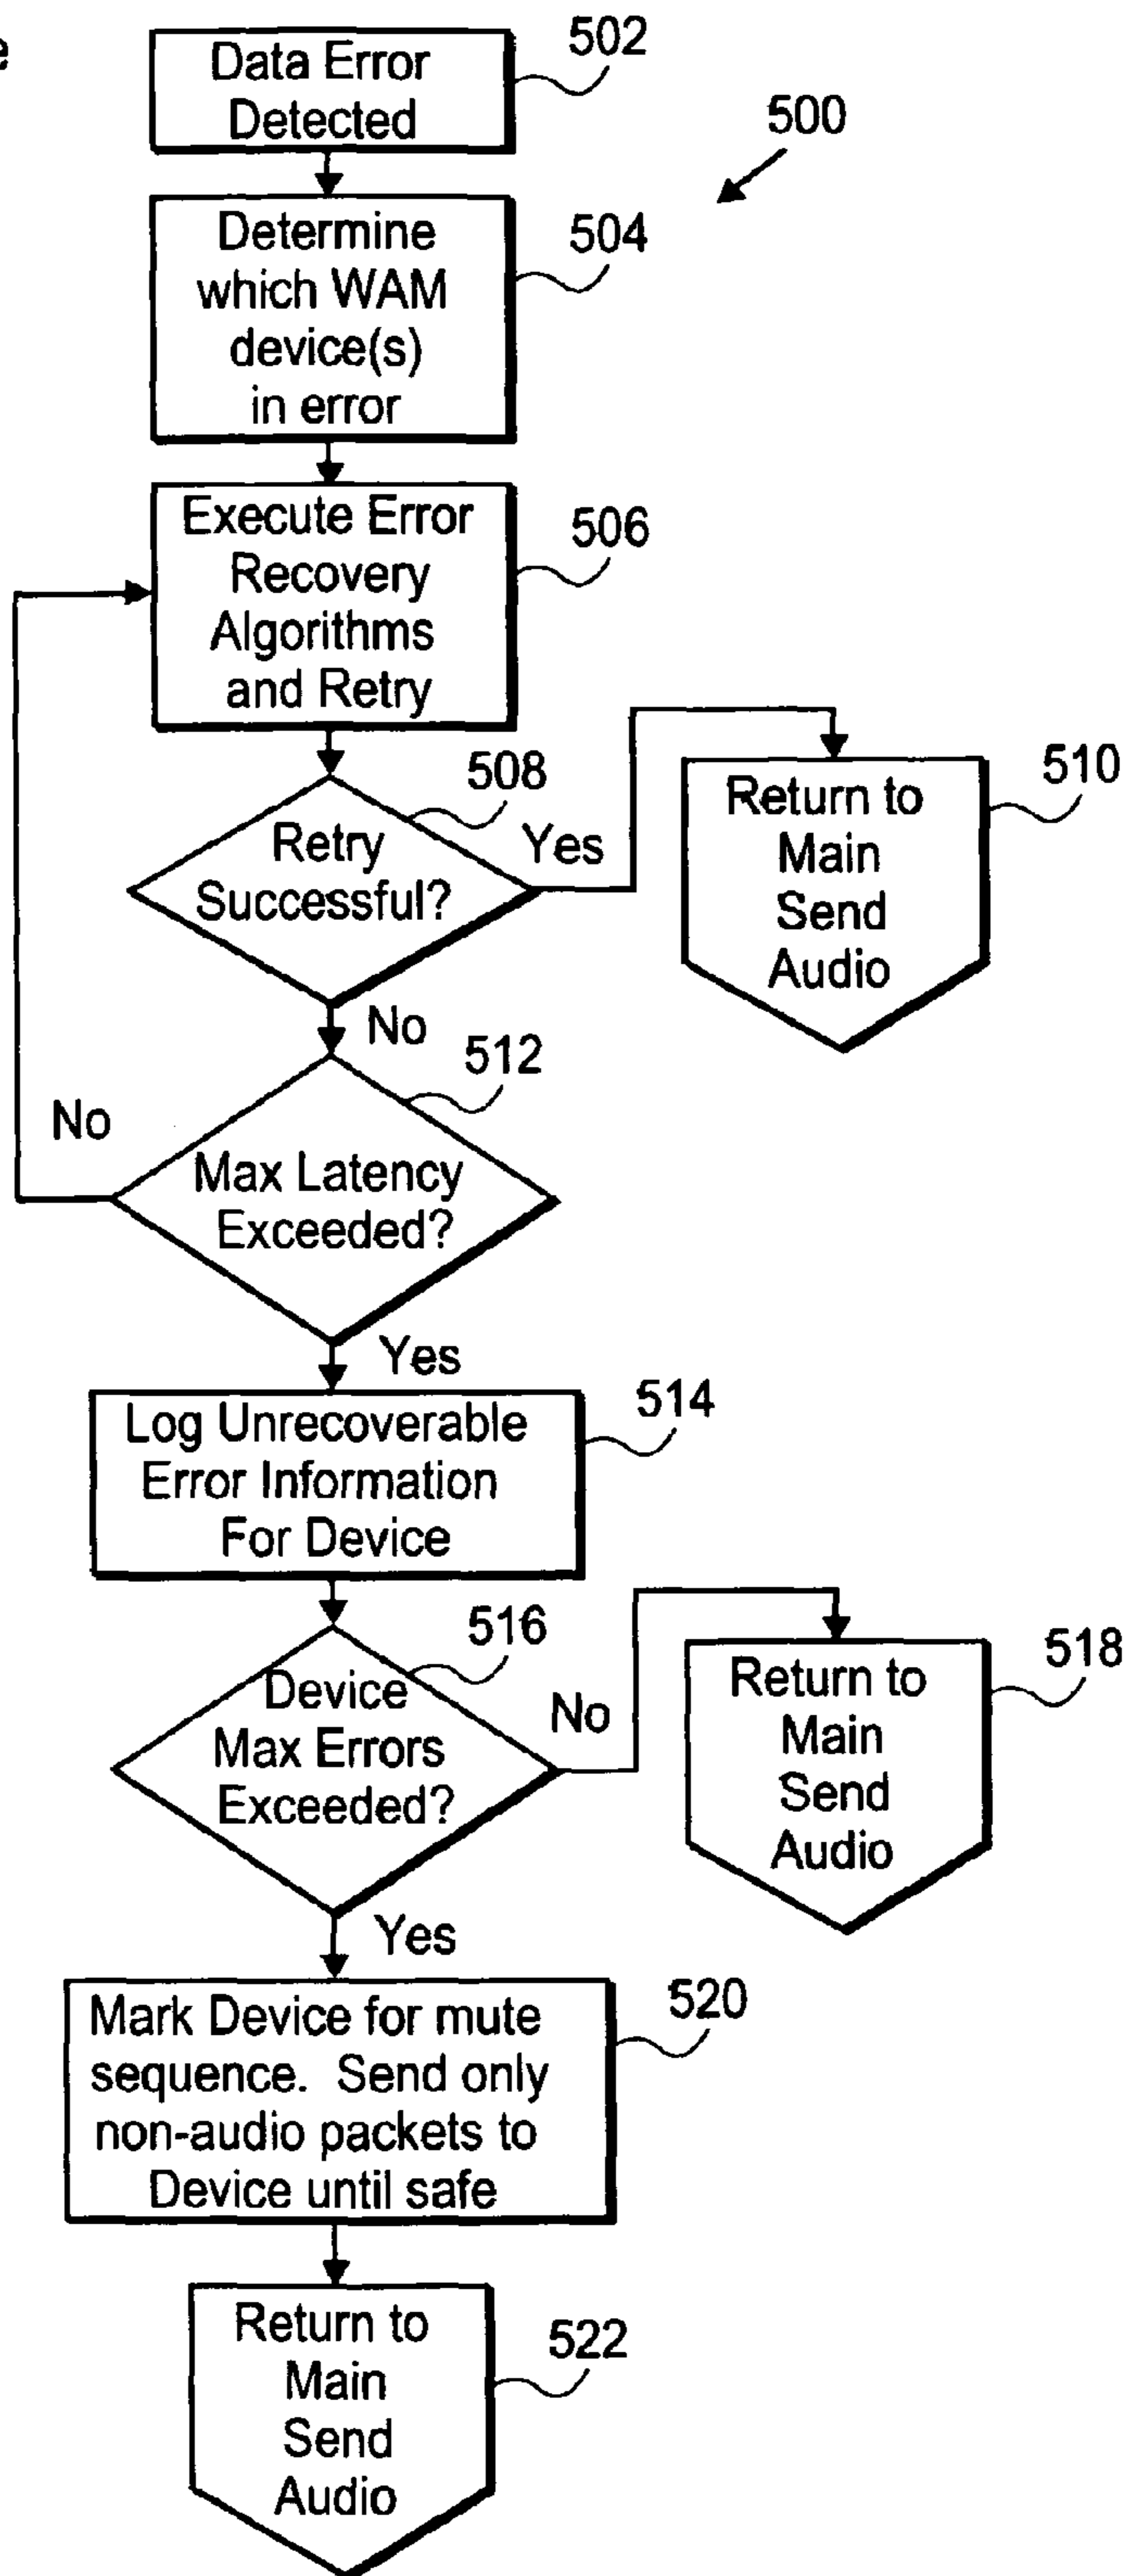 e
Data Error
Detected
502
500
Determine
which WAM
device(s)
in error
504
Execute Error
Recovery
Algorithms
and Retry
506
Retry
Successful?
508
Yes
Return to
Main
Send
Audio
510
No
512
No
Max Latency
Exceeded?
Yes
Log Unrecoverable
Error Information
For Device
514
516
Device
Max Errors
Exceeded?
No
Return to
Main
Send
Audio
518
Yes
Mark Device for mute
sequence. Send only
non-audio packets to
Device until safe
520
Return to
Main
Send
Audio
522